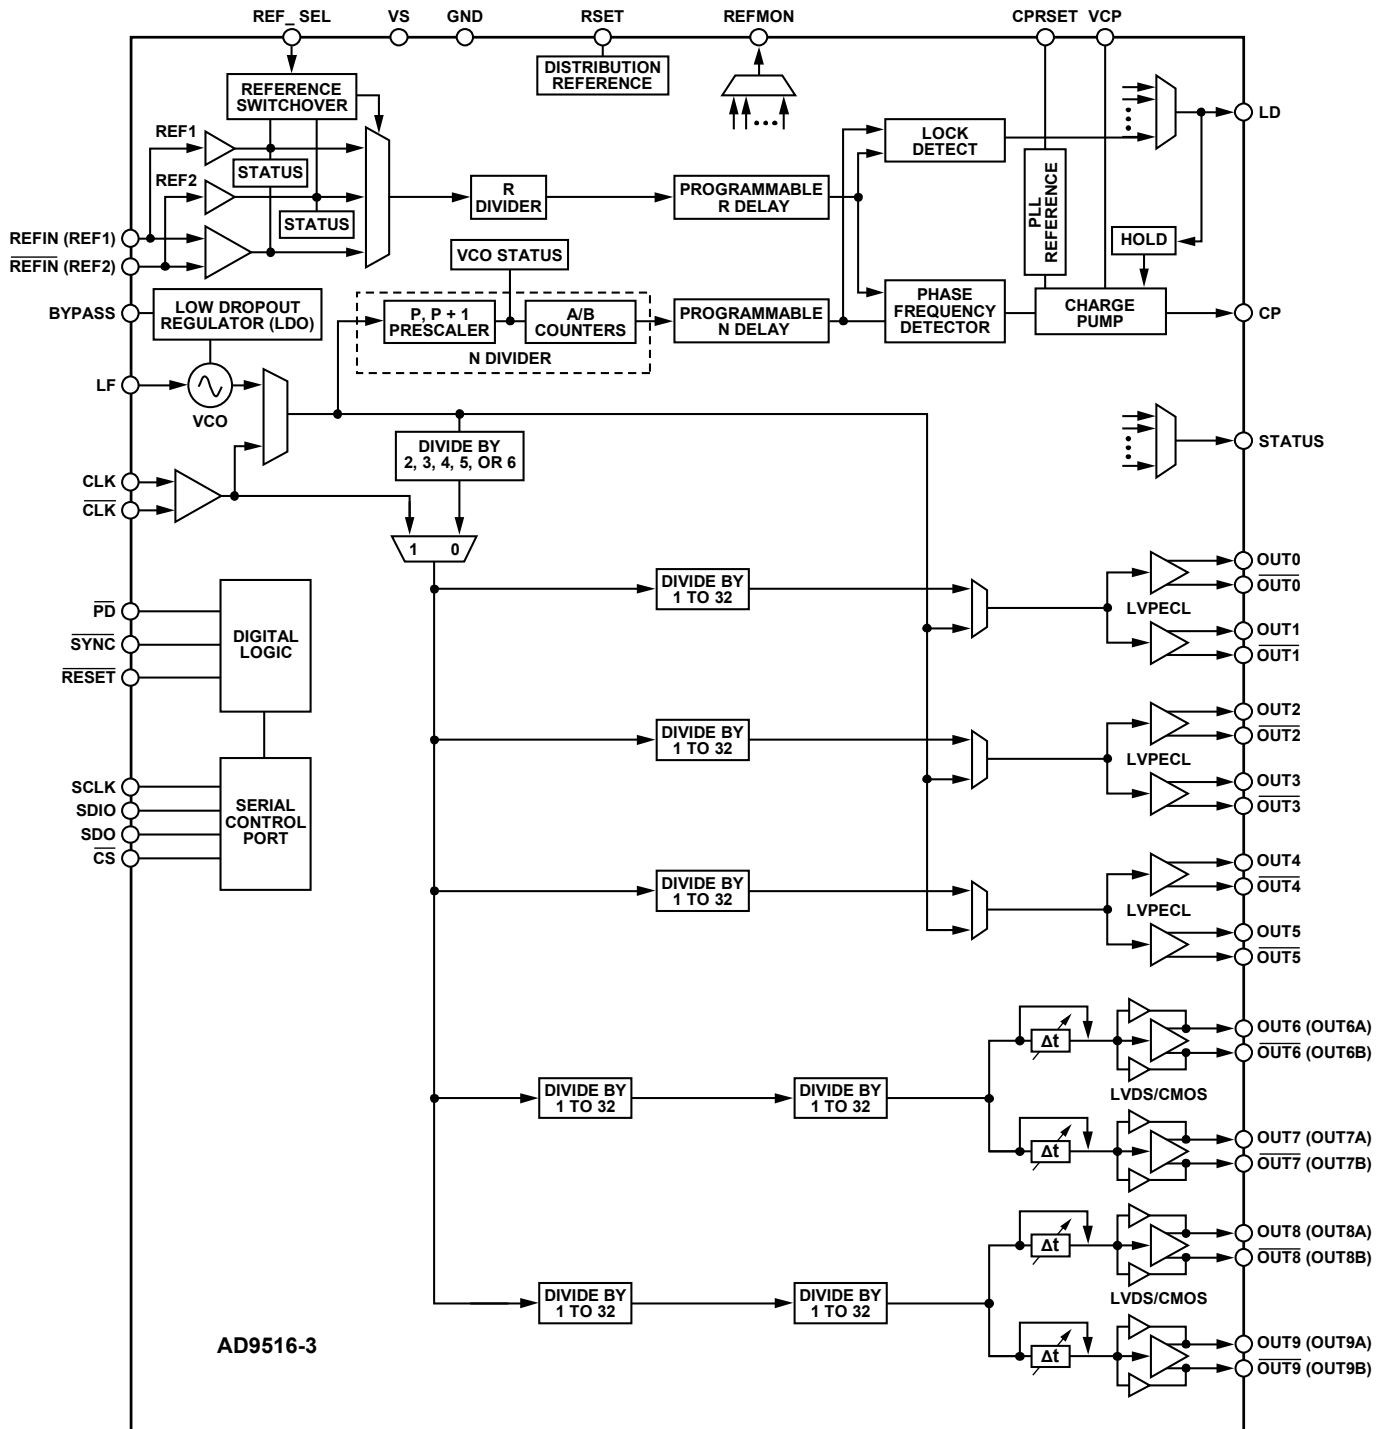 REF_ SEL VS GND RSET REFMON CPRSET VCP
DISTRIBUTION
REFERENCE
REFERENCE
SWITCHOVER
LD
REF1
LOCK
DETECT
STATUS
REF2
R
DIVIDER
PROGRAMMABLE
R DELAY
PLL
REFERENCE
STATUS
REFIN (REF1)
HOLD
REFIN (REF2)
VCO STATUS
BYPASS
LOW DROPOUT
REGULATOR (LDO)
P, P + 1
PRESCALER
A/B
COUNTERS
PROGRAMMABLE
N DELAY
PHASE
FREQUENCY
DETECTOR
CHARGE
PUMP
CP
N DIVIDER
LF
VCO
STATUS
DIVIDE BY
2, 3, 4, 5, OR 6
CLK
CLK
1 0
OUT0
OUT0
DIVIDE BY
1 TO 32
LVPECL
OUT1
OUT1
PD
SYNC
RESET
DIGITAL
LOGIC
OUT2
OUT2
DIVIDE BY
1 TO 32
LVPECL
OUT3
OUT3
SCLK
SDIO
SDO
CS
SERIAL
CONTROL
PORT
OUT4
OUT4
DIVIDE BY
1 TO 32
LVPECL
OUT5
OUT5
Δt
OUT6 (OUT6A)
OUT6 (OUT6B)
DIVIDE BY
1 TO 32
DIVIDE BY
1 TO 32
LVDS/CMOS
Δt
OUT7 (OUT7A)
OUT7 (OUT7B)
Δt
OUT8 (OUT8A)
OUT8 (OUT8B)
DIVIDE BY
1 TO 32
DIVIDE BY
1 TO 32
LVDS/CMOS
Δt
OUT9 (OUT9A)
OUT9 (OUT9B)
AD9516-3